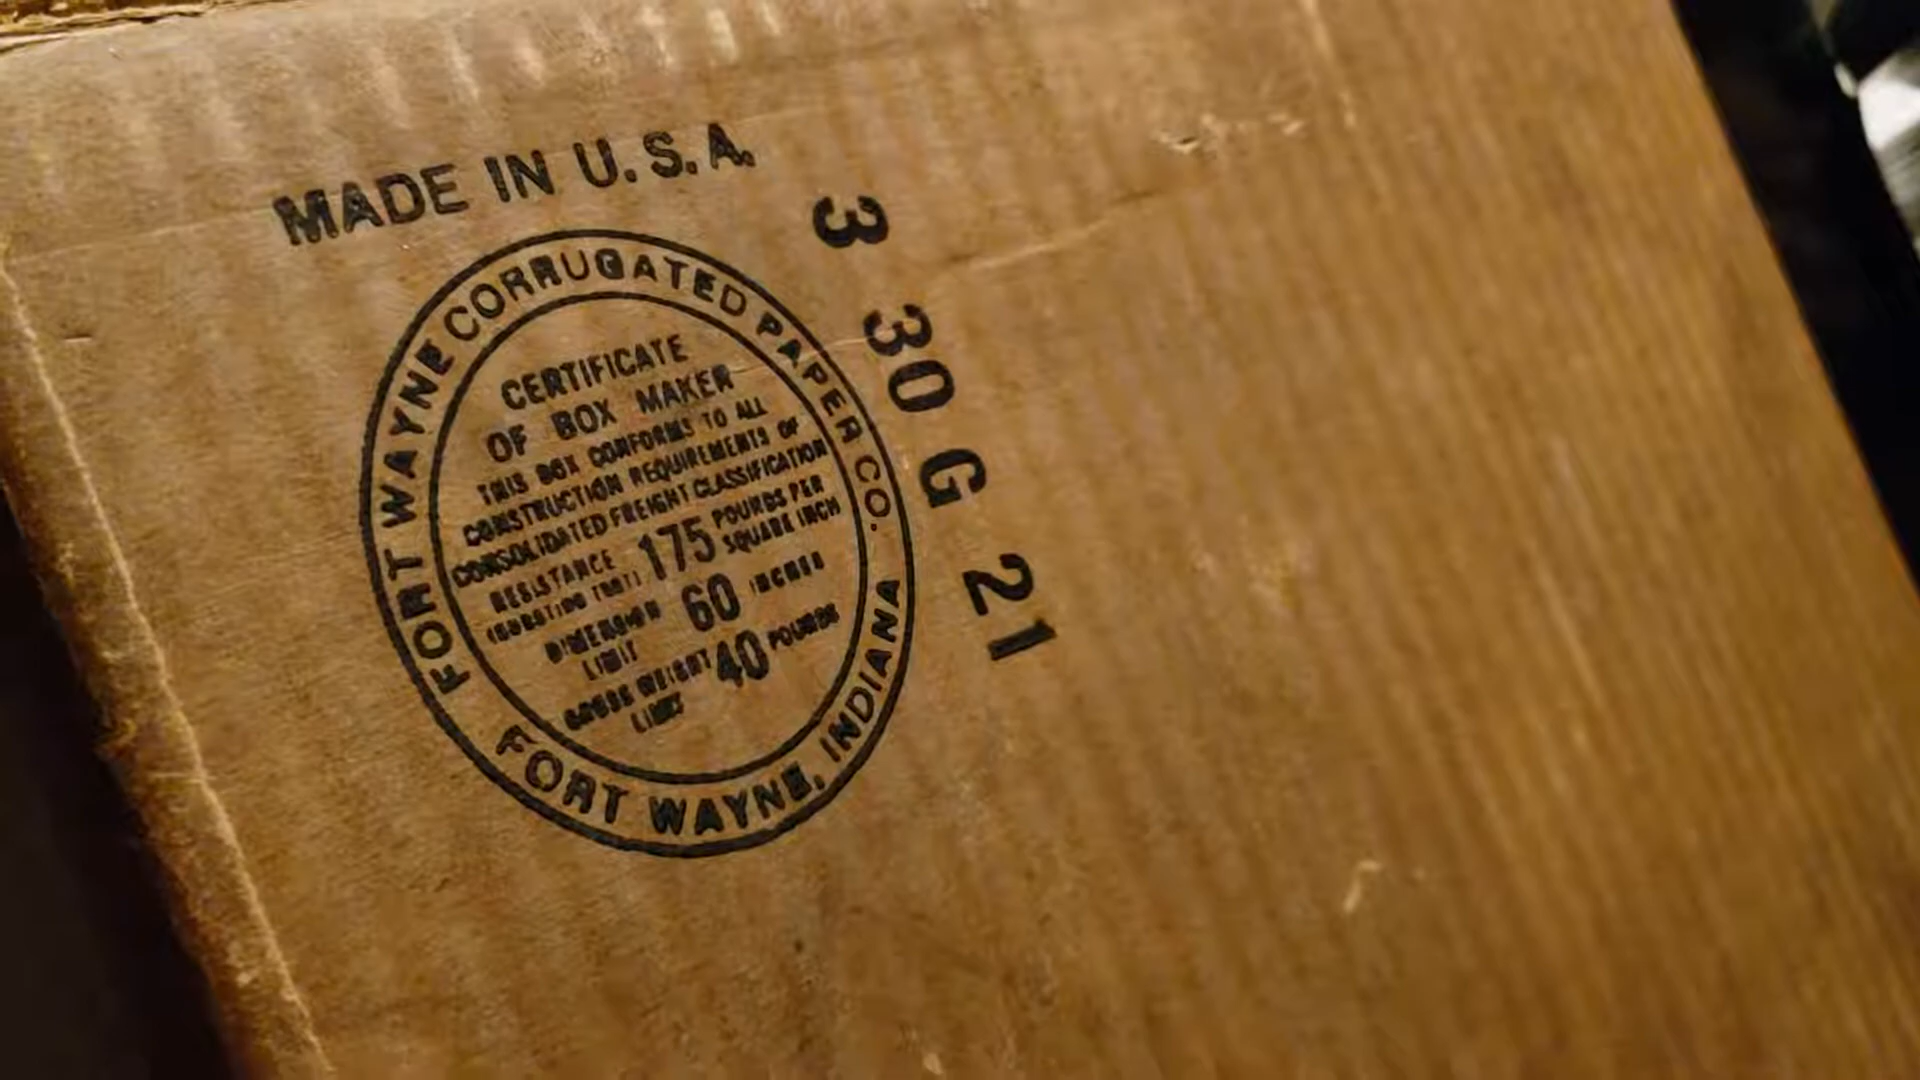 MADE IN U.S.A.
FORT WAYNE CORRUGATED PAPER CO.
CERTIFICATE
OF BOX MAKER
THIS BOX CONFORMS TO ALL
CONSTRUCTION REQUIREMENTS OF
CONSOLIDATED FREIGHT CLASSIFICATION
RESISTANCE 175 POUNDS PER
(BURSTING TEST) SQUARE INCH
DIMENSION 60 INCHES
LIMIT
GROSS WEIGHT 40 POUNDS
LIMIT
FORT WAYNE, INDIANA
3 30 G 21